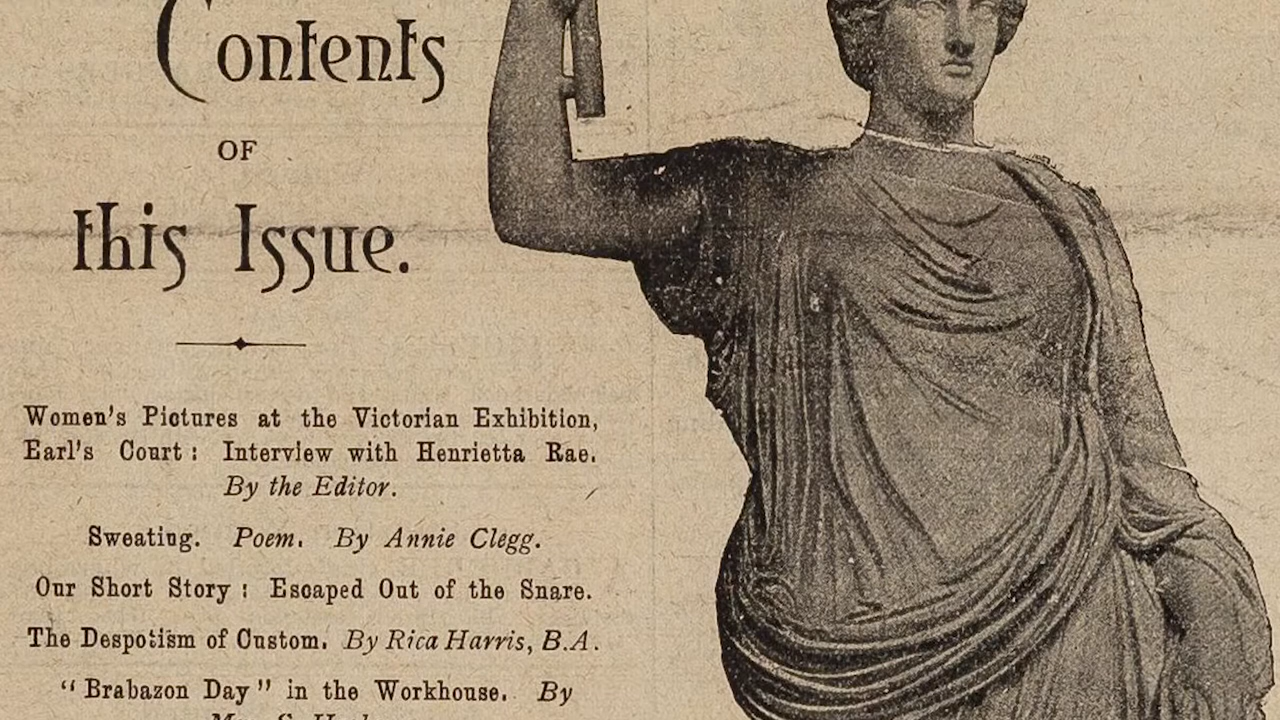 Contents
OF
this Issue.
Women's Pictures at the Victorian Exhibition,
Earl's Court: Interview with Henrietta Rae.
By the Editor.
Sweating. Poem. By Annie Clegg.
Our Short Story: Escaped Out of the Snare.
The Despotism of Custom. By Rica Harris, B.A.
"Brabazon Day" in the Workhouse. By